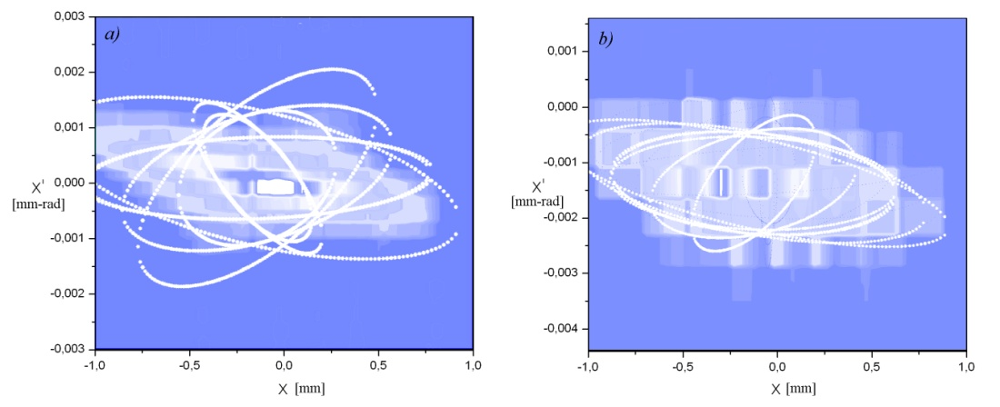 a)
0,003
0,002
0,001
0,000
-0,001
-0,002
-0,003
X'
[mm-rad]
-1,0 -0,5 0,0 0,5 1,0
X [mm]
b)
0,001
0,000
-0,001
-0,002
-0,003
-0,004
X'
[mm-rad]
-1,0 -0,5 0,0 0,5 1,0
X [mm]